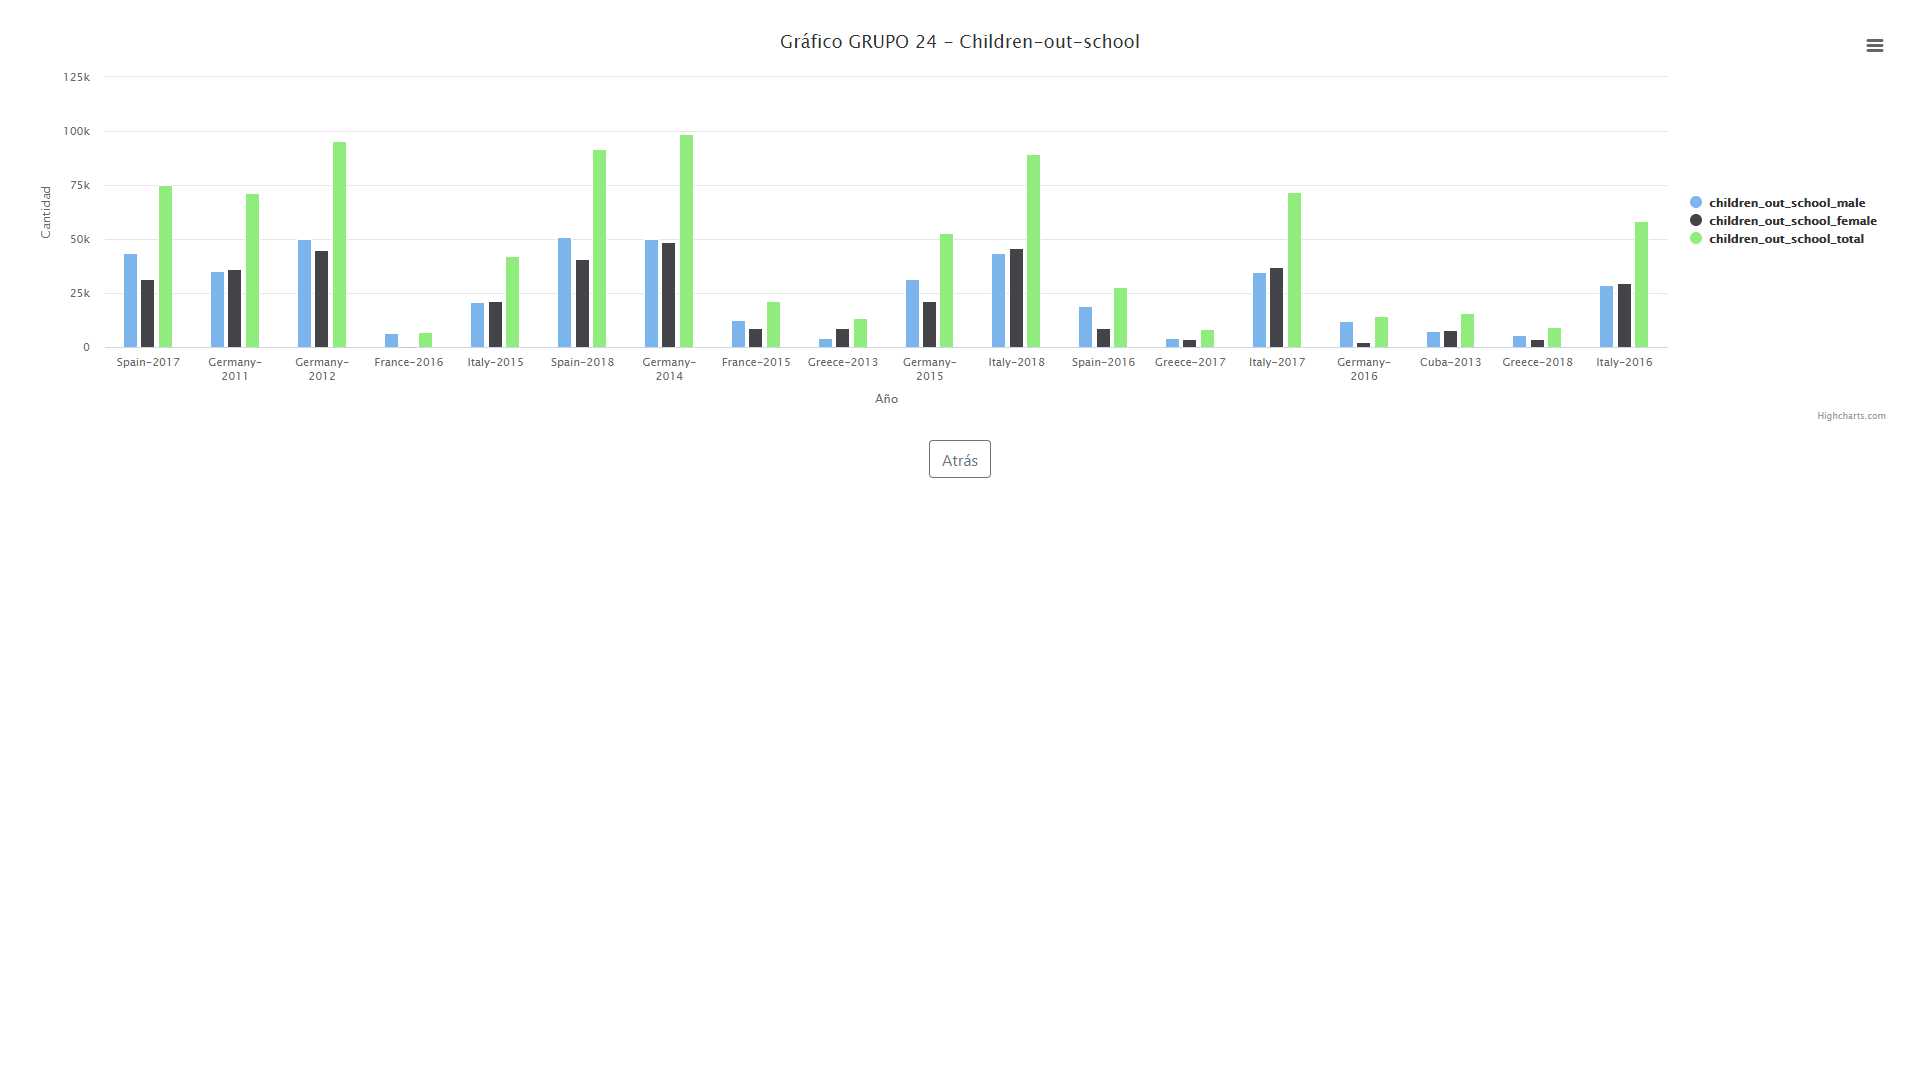 Gráfico GRUPO 24 - Children-out-school
125k
100k
75k
50k
25k
0
Cantidad
Spain-2017
Germany-
2011
Germany-
2012
France-2016
Italy-2015
Spain-2018
Germany-
2014
France-2015
Greece-2013
Germany-
2015
Italy-2018
Spain-2016
Greece-2017
Italy-2017
Germany-
2016
Cuba-2013
Greece-2018
Italy-2016
Año
children_out_school_male
children_out_school_female
children_out_school_total
Highcharts.com
Atrás